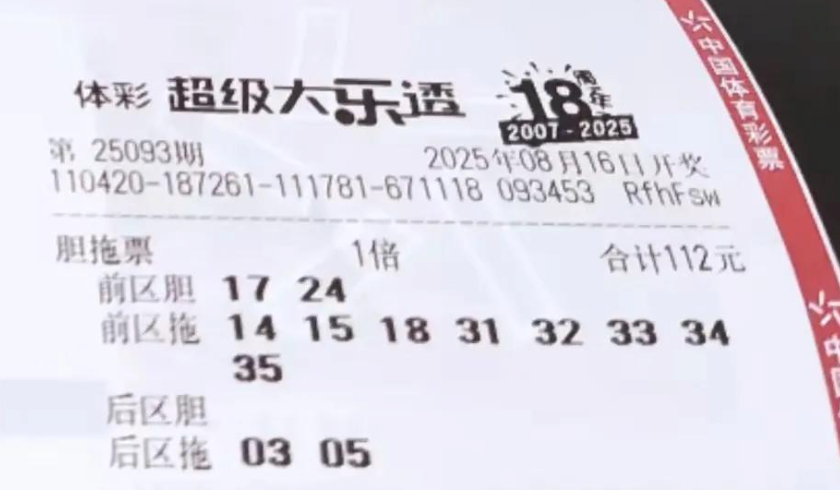 体彩 超级大乐透 18周年
2007-2025
第 25093期 2025年08月16日开奖
110420-187261-111781-671118 093453 RfhFsw
胆拖票 1倍 合计112元
前区胆 17 24
前区拖 14 15 18 31 32 33 34
35
后区胆
后区拖 03 05
中国体育彩票